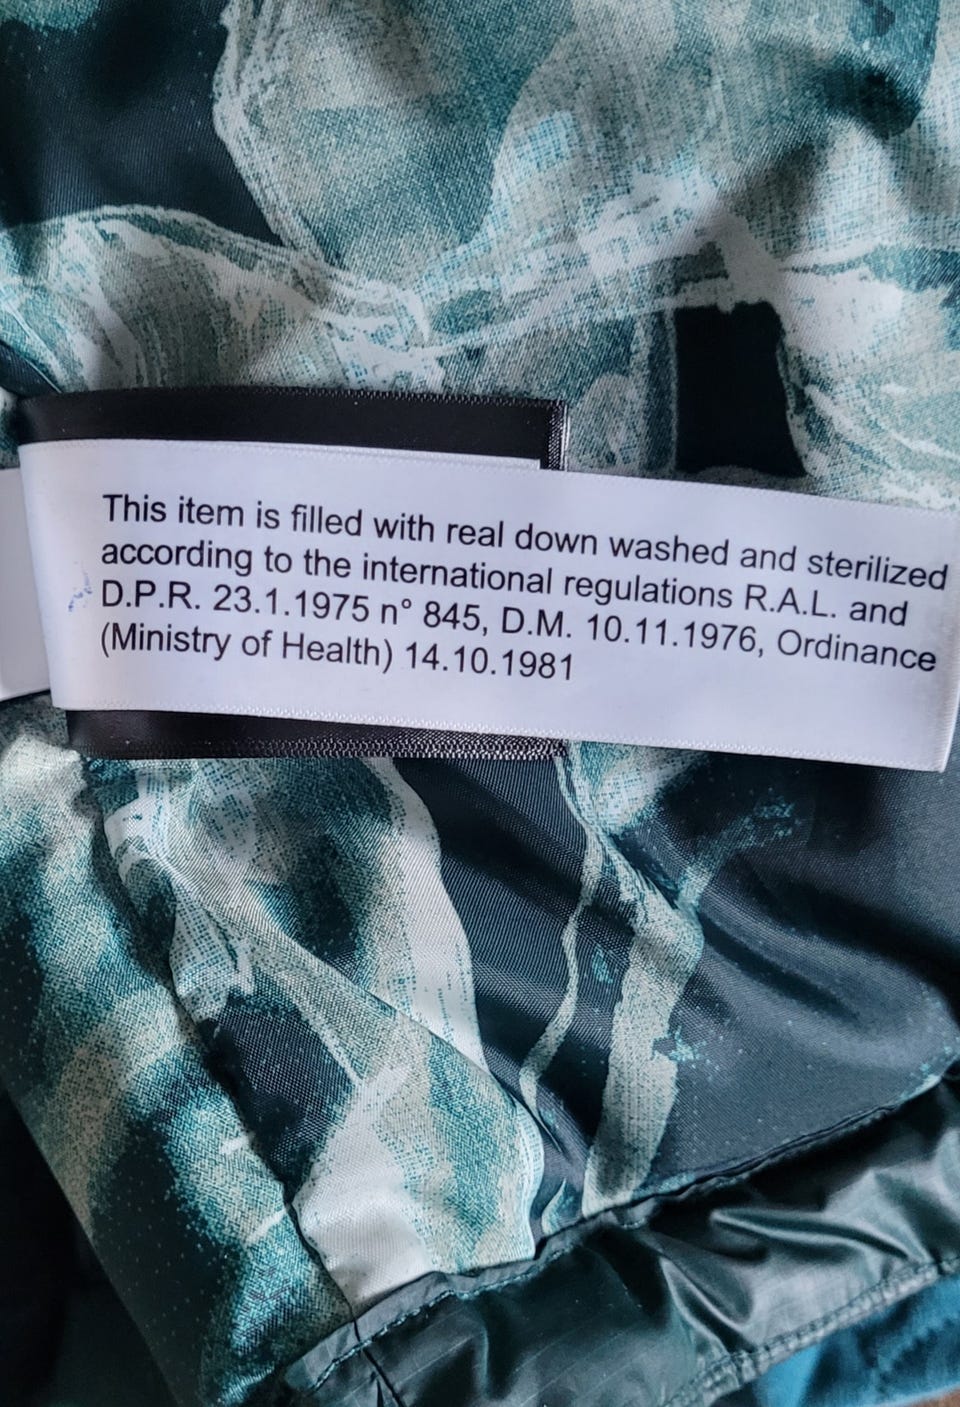 This item is filled with real down washed and sterilized
according to the international regulations R.A.L. and
D.P.R. 23.1.1975 n° 845, D.M. 10.11.1976, Ordinance
(Ministry of Health) 14.10.1981